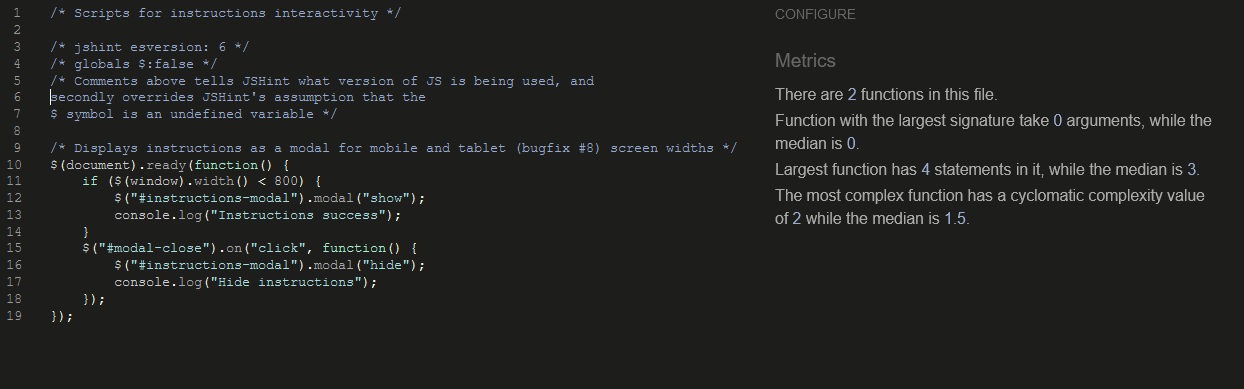 1 /* Scripts for instructions interactivity */
2
3 /* jshint esversion: 6 */
4 /* globals $:false */
5 /* Comments above tells JSHint what version of JS is being used, and
6 secondly overrides JSHint's assumption that the
7 $ symbol is an undefined variable */
8
9 /* Displays instructions as a modal for mobile and tablet (bugfix #8) screen widths */
10 $(document).ready(function() {
11     if ($(window).width() < 800) {
12         $("#instructions-modal").modal("show");
13         console.log("Instructions success");
14     }
15     $("#modal-close").on("click", function() {
16         $("#instructions-modal").modal("hide");
17         console.log("Hide instructions");
18     });
19 });
CONFIGURE
Metrics
There are 2 functions in this file.
Function with the largest signature take 0 arguments, while the
median is 0.
Largest function has 4 statements in it, while the median is 3.
The most complex function has a cyclomatic complexity value
of 2 while the median is 1.5.